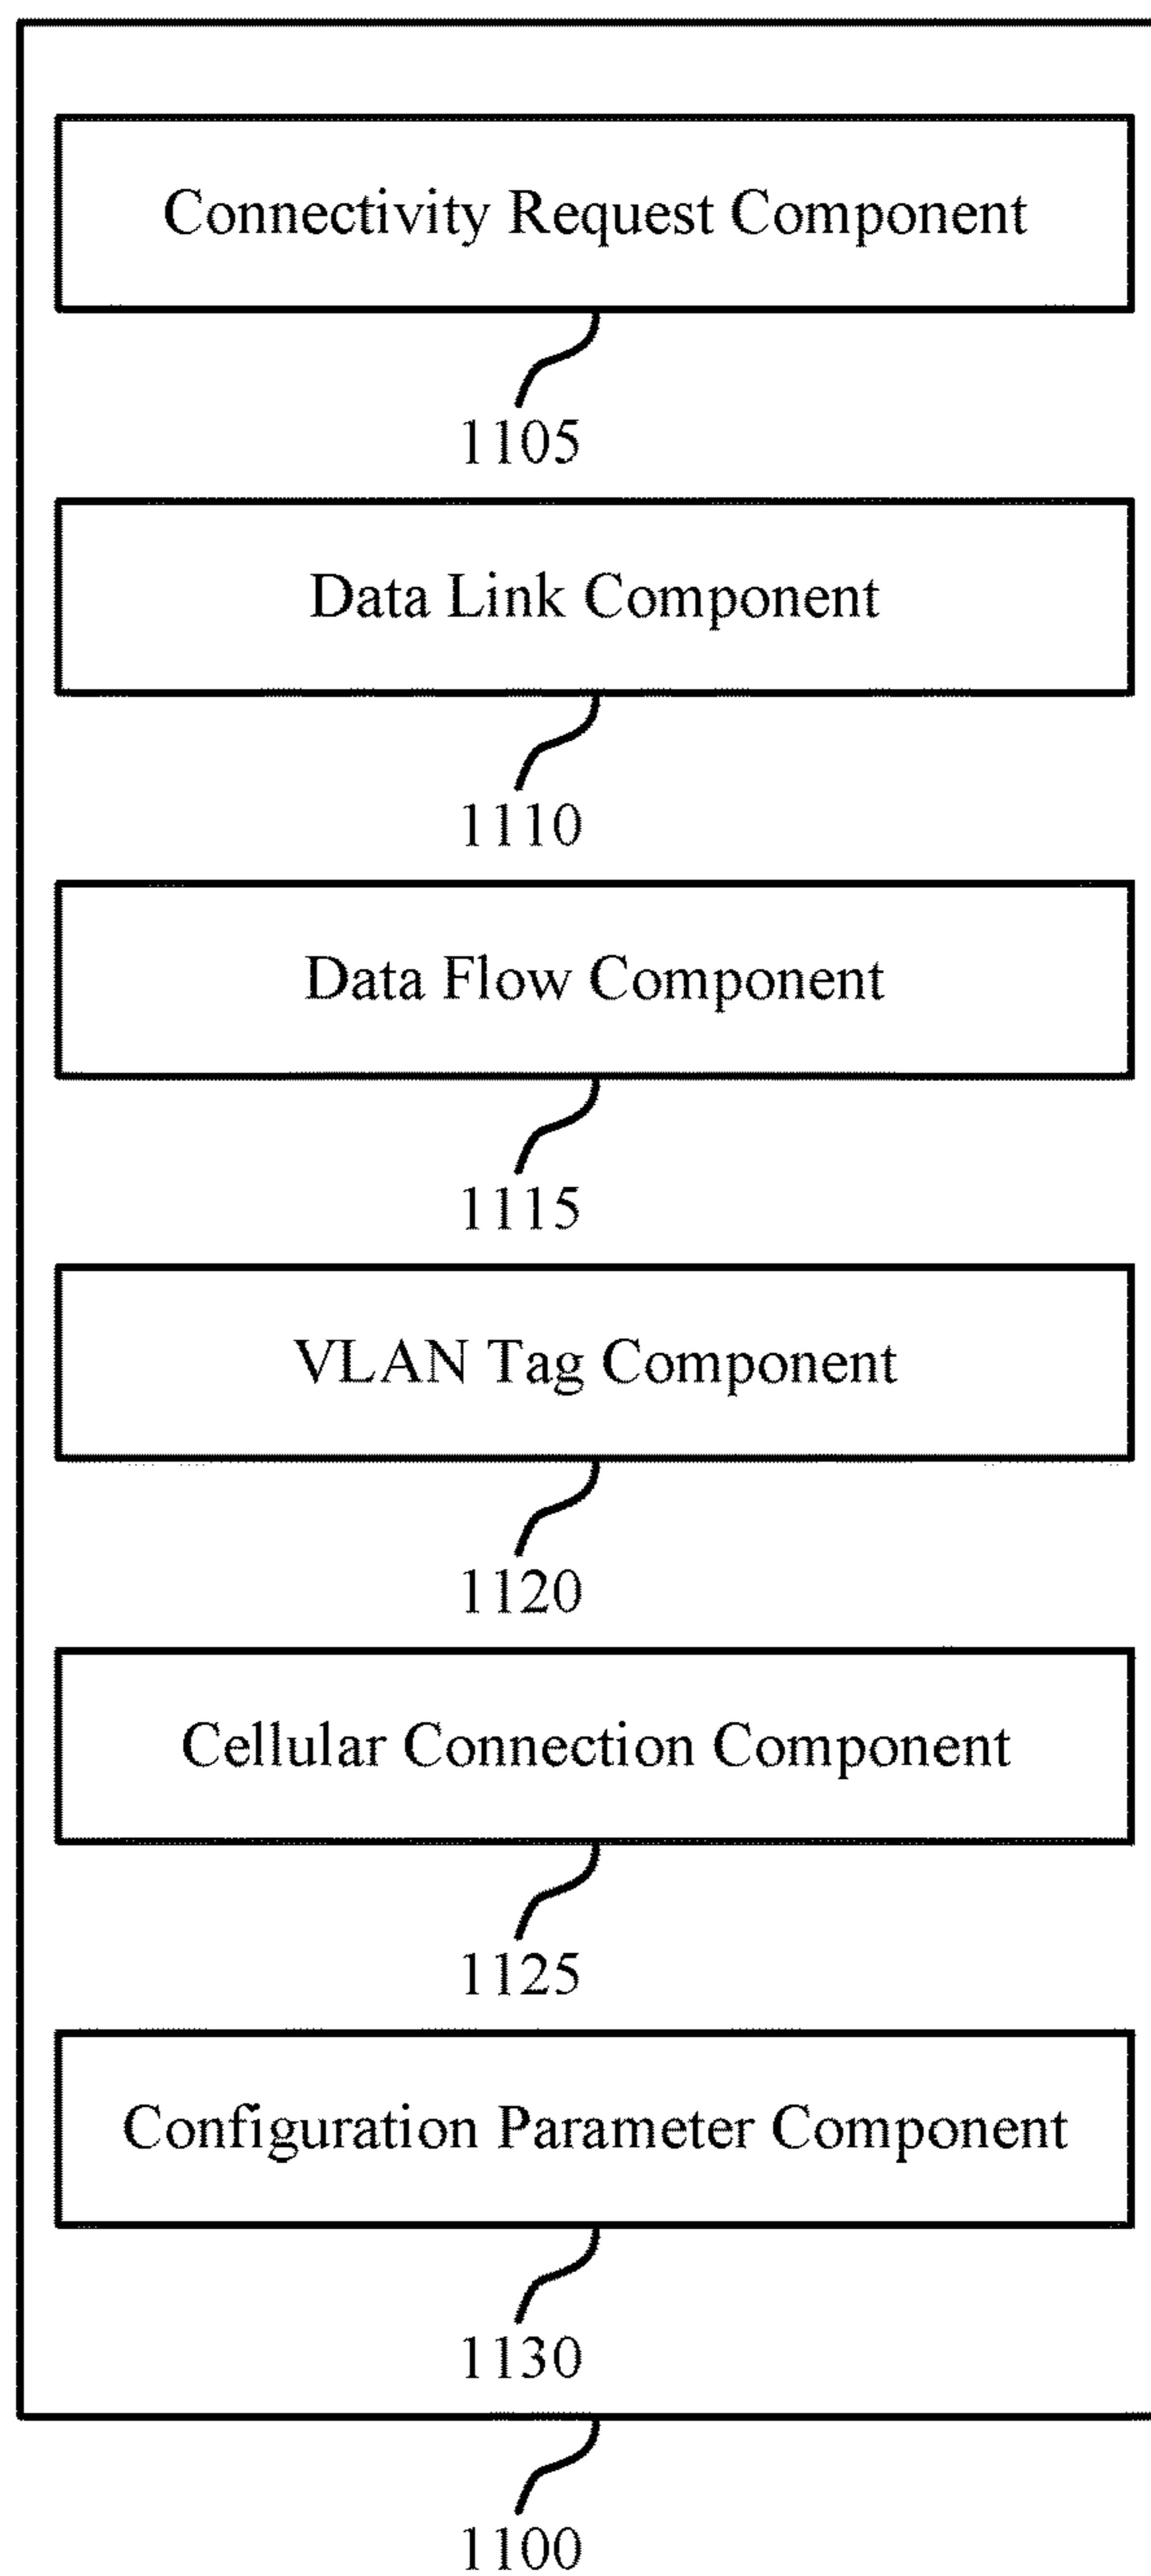 Connectivity Request Component
1105
Data Link Component
1110
Data Flow Component
1115
VLAN Tag Component
1120
Cellular Connection Component
1125
Configuration Parameter Component
1130
1100